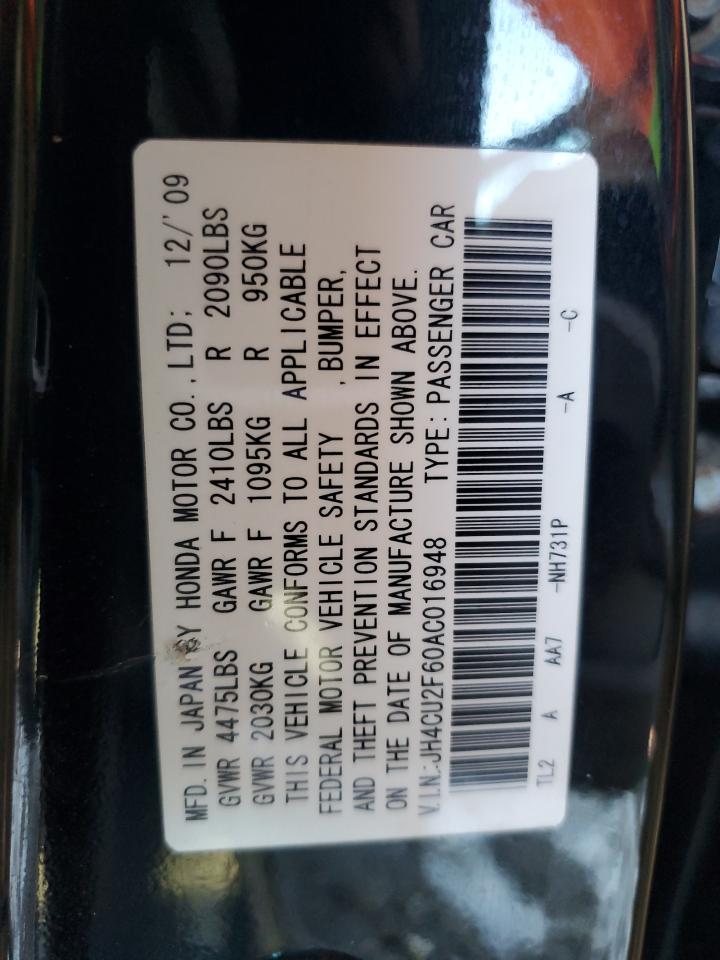 MFD. IN JAPAN BY HONDA MOTOR CO., LTD; 12/'09
GVWR 4475LBS GAWR F 2410LBS R 2090LBS
GVWR 2030KG GAWR F 1095KG R 950KG
THIS VEHICLE CONFORMS TO ALL APPLICABLE
FEDERAL MOTOR VEHICLE SAFETY , BUMPER,
AND THEFT PREVENTION STANDARDS IN EFFECT
ON THE DATE OF MANUFACTURE SHOWN ABOVE.
V.I.N.:JH4CU2F60AC016948 TYPE:PASSENGER CAR
TL2 A AA7 -NH731P -A -C